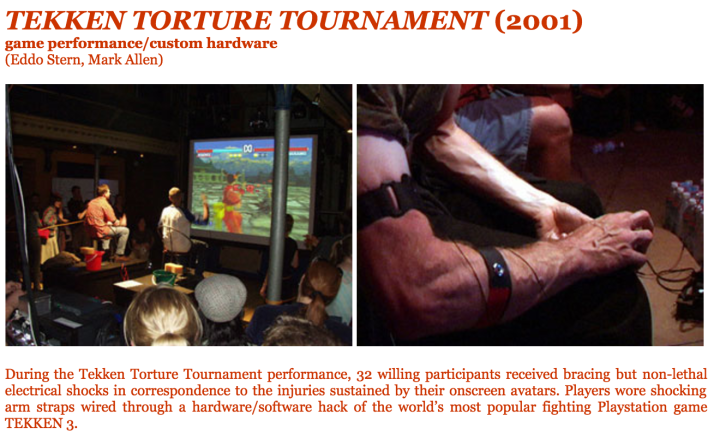 TEKKEN TORTURE TOURNAMENT (2001)
game performance/custom hardware
(Eddo Stern, Mark Allen)
During the Tekken Torture Tournament performance, 32 willing participants received bracing but non-lethal
electrical shocks in correspondence to the injuries sustained by their onscreen avatars. Players wore shocking
arm straps wired through a hardware/software hack of the world's most popular fighting Playstation game
TEKKEN 3.